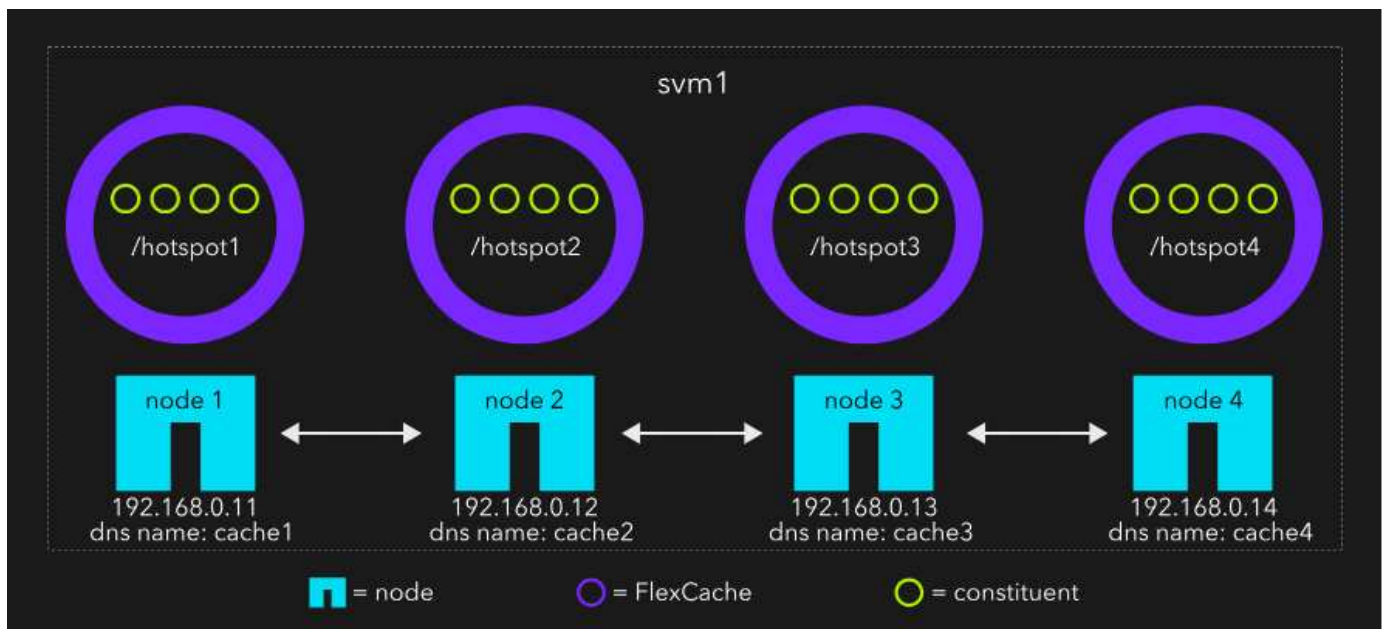 svm1
/hotspot1
/hotspot2
/hotspot3
/hotspot4
node 1
node 2
node 3
node 4
192.168.0.11
dns name: cache1
192.168.0.12
dns name: cache2
192.168.0.13
dns name: cache3
192.168.0.14
dns name: cache4
= node
= FlexCache
= constituent